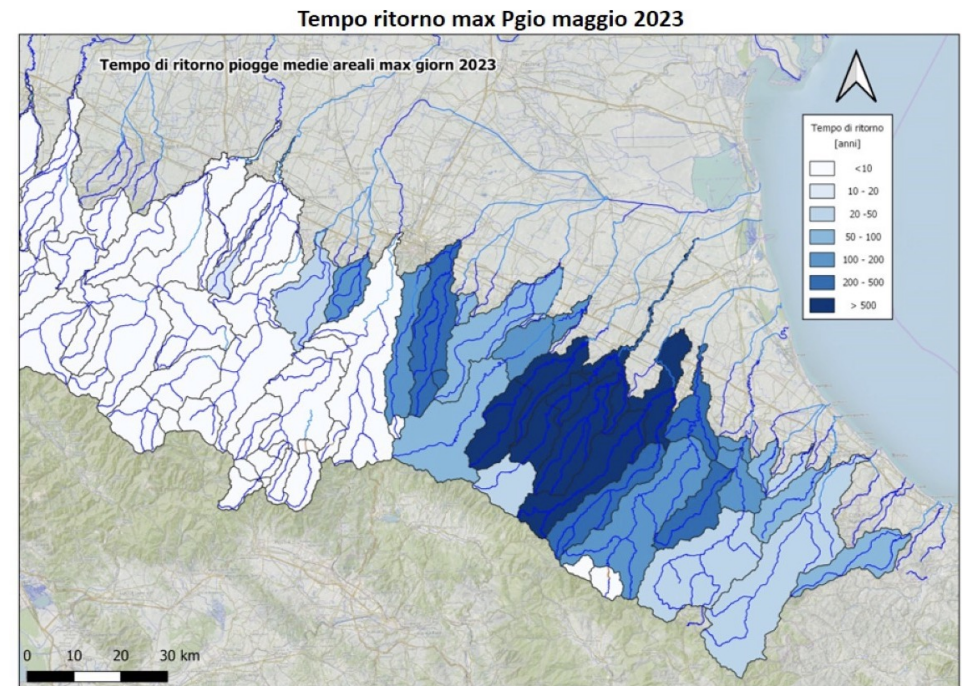 Tempo ritorno max Pgio maggio 2023
Tempo di ritorno piogge medie areali max giorn 2023
Tempo di ritorno
[anni]
<10
10 - 20
20 -50
50 - 100
100 - 200
200 - 500
> 500
0 10 20 30 km